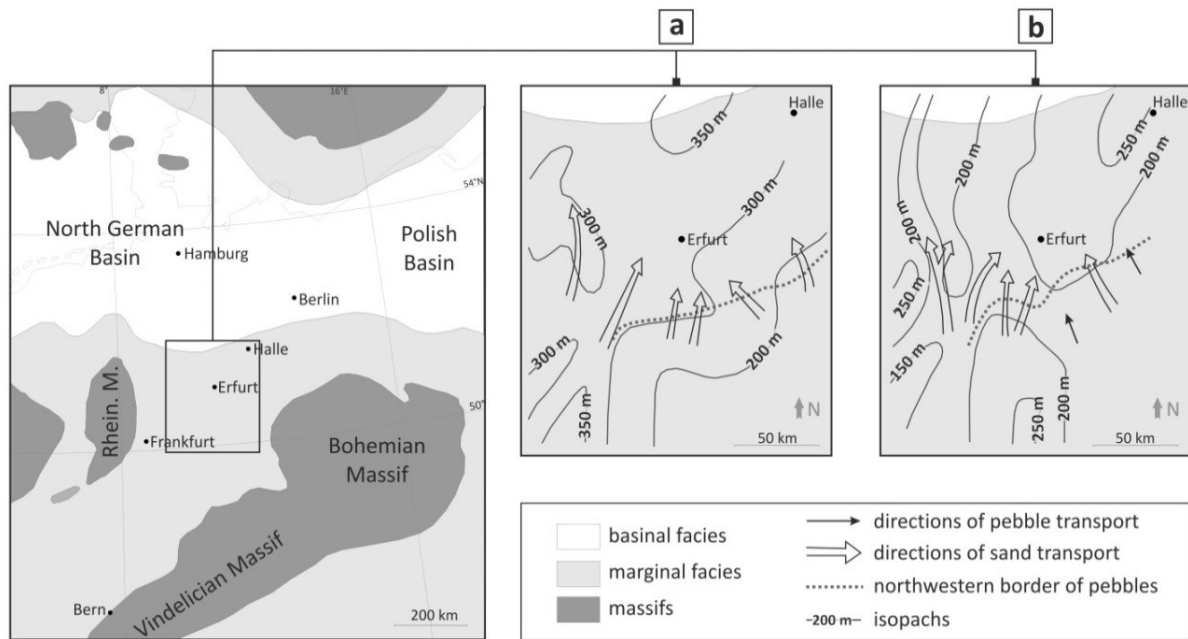 a
b
8°
16°E
54°N
North German
Basin
Hamburg
Polish
Basin
Berlin
Halle
Erfurt
Rhein. M.
50°
Frankfurt
Bohemian
Massif
Vindelician Massif
Bern
200 km
Halle
350 m
300 m
300 m
Erfurt
300 m
200 m
350 m
N
50 km
Halle
250 m
200 m
200 m
200 m
Erfurt
250 m
150 m
200 m
250 m
N
50 km
basinal facies
marginal facies
massifs
directions of pebble transport
directions of sand transport
northwestern border of pebbles
-200 m- isopachs